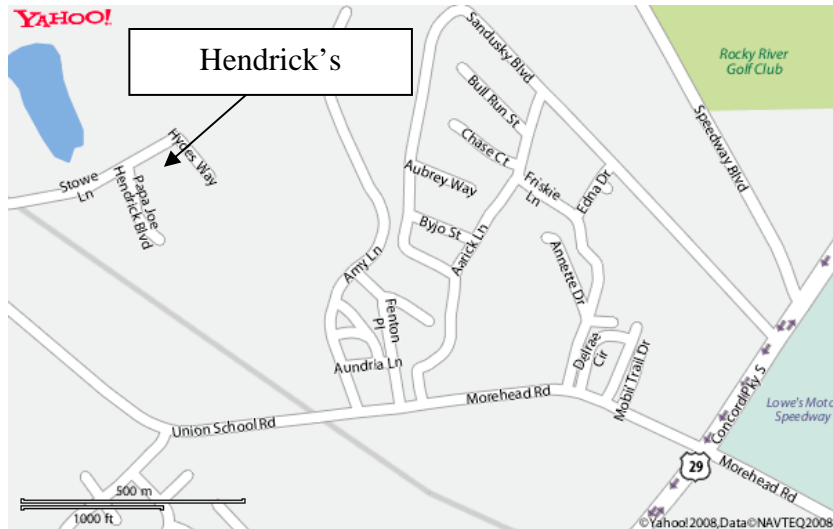 YAHOO!
Hendrick's
Rocky River
Golf Club
Sandusky Blvd
Speedway Blvd
Bull Run St
Chase Ct
Hydes Way
Stowe
Ln
Papa Joe
Hendrick Blvd
Aubrey Way
Friskie
Ln
Edna Dr
Byjo St
Aarick Ln
Annette Dr
Amy Ln
Fenton
Pl
Aundria Ln
Delrae
Cir
Mobil Trail Dr
Concord Pky S
Lowe's Moto
Speedway
Union School Rd
Morehead Rd
29
Morehead Rd
500 m
1000 ft
©Yahoo! 2008, Data ©NAVTEQ 2008